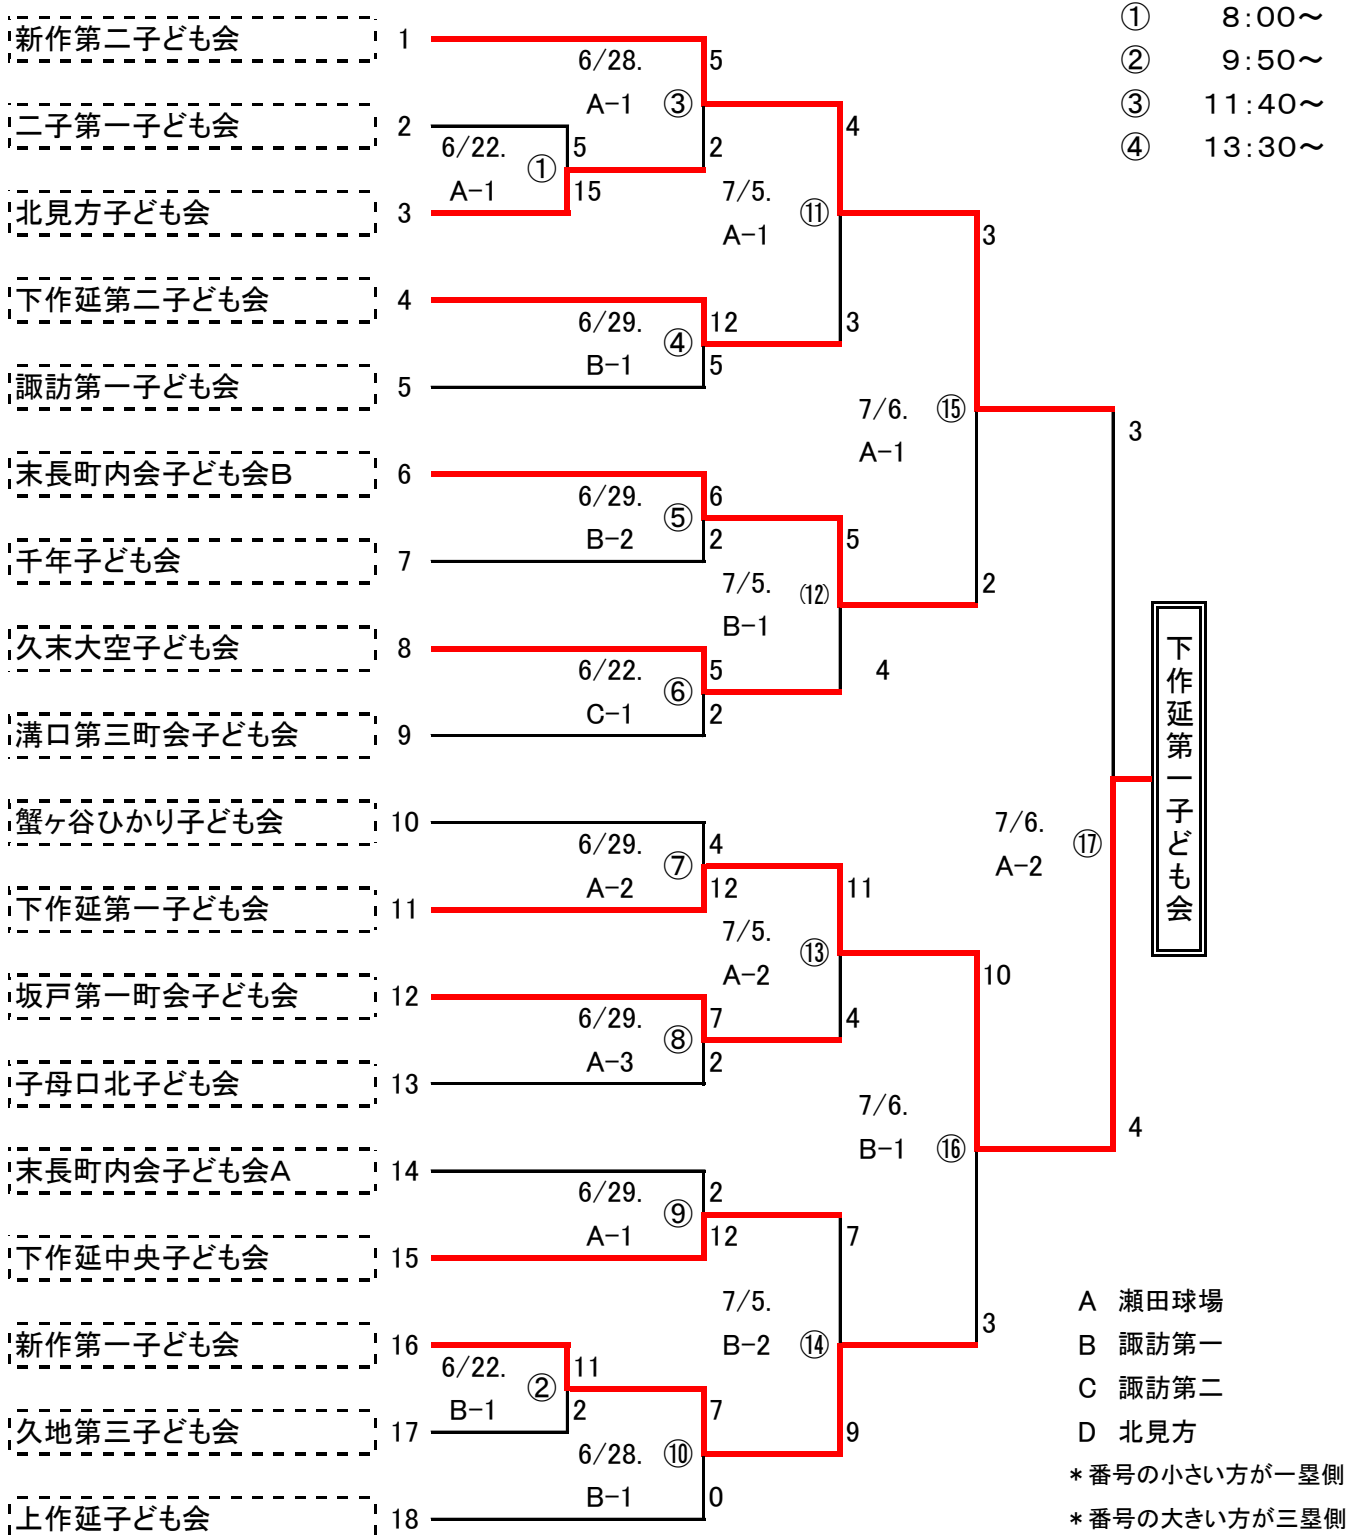 ① 8:00～
② 9:50～
③ 11:40～
④ 13:30～
新作第二子ども会 1
6/28. 5
A-1 ③
4
二子第一子ども会 2
6/22. 5 2
① 
A-1 15
7/5. ⑪
A-1
3
北見方子ども会 3
下作延第二子ども会 4
6/29. 12 3
④
B-1 5
諏訪第一子ども会 5
7/6. ⑮
A-1
3
末長町内会子ども会B 6
6/29. 6
⑤
B-2 2 5
千年子ども会 7
7/5. ⑿ 2
B-1
久末大空子ども会 8
6/22. 5 4
⑥
C-1 2
溝口第三町会子ども会 9
下作延第一子ども会
蟹ヶ谷ひかり子ども会 10
7/6. ⑰
A-2
6/29. 4
⑦
A-2 12 11
下作延第一子ども会 11
7/5. ⑬
A-2 10
坂戸第一町会子ども会 12
6/29. 7 4
⑧
A-3 2
子母口北子ども会 13
7/6.
B-1 ⑯
4
末長町内会子ども会A 14
6/29. 2
⑨
A-1 12 7
下作延中央子ども会 15
7/5.
B-2 ⑭
3
新作第一子ども会 16
6/22. 11
②
B-1 2 7 9
久地第三子ども会 17
6/28. ⑩
B-1 0
上作延子ども会 18
A 瀬田球場
B 諏訪第一
C 諏訪第二
D 北見方
＊番号の小さい方が一塁側
＊番号の大きい方が三塁側